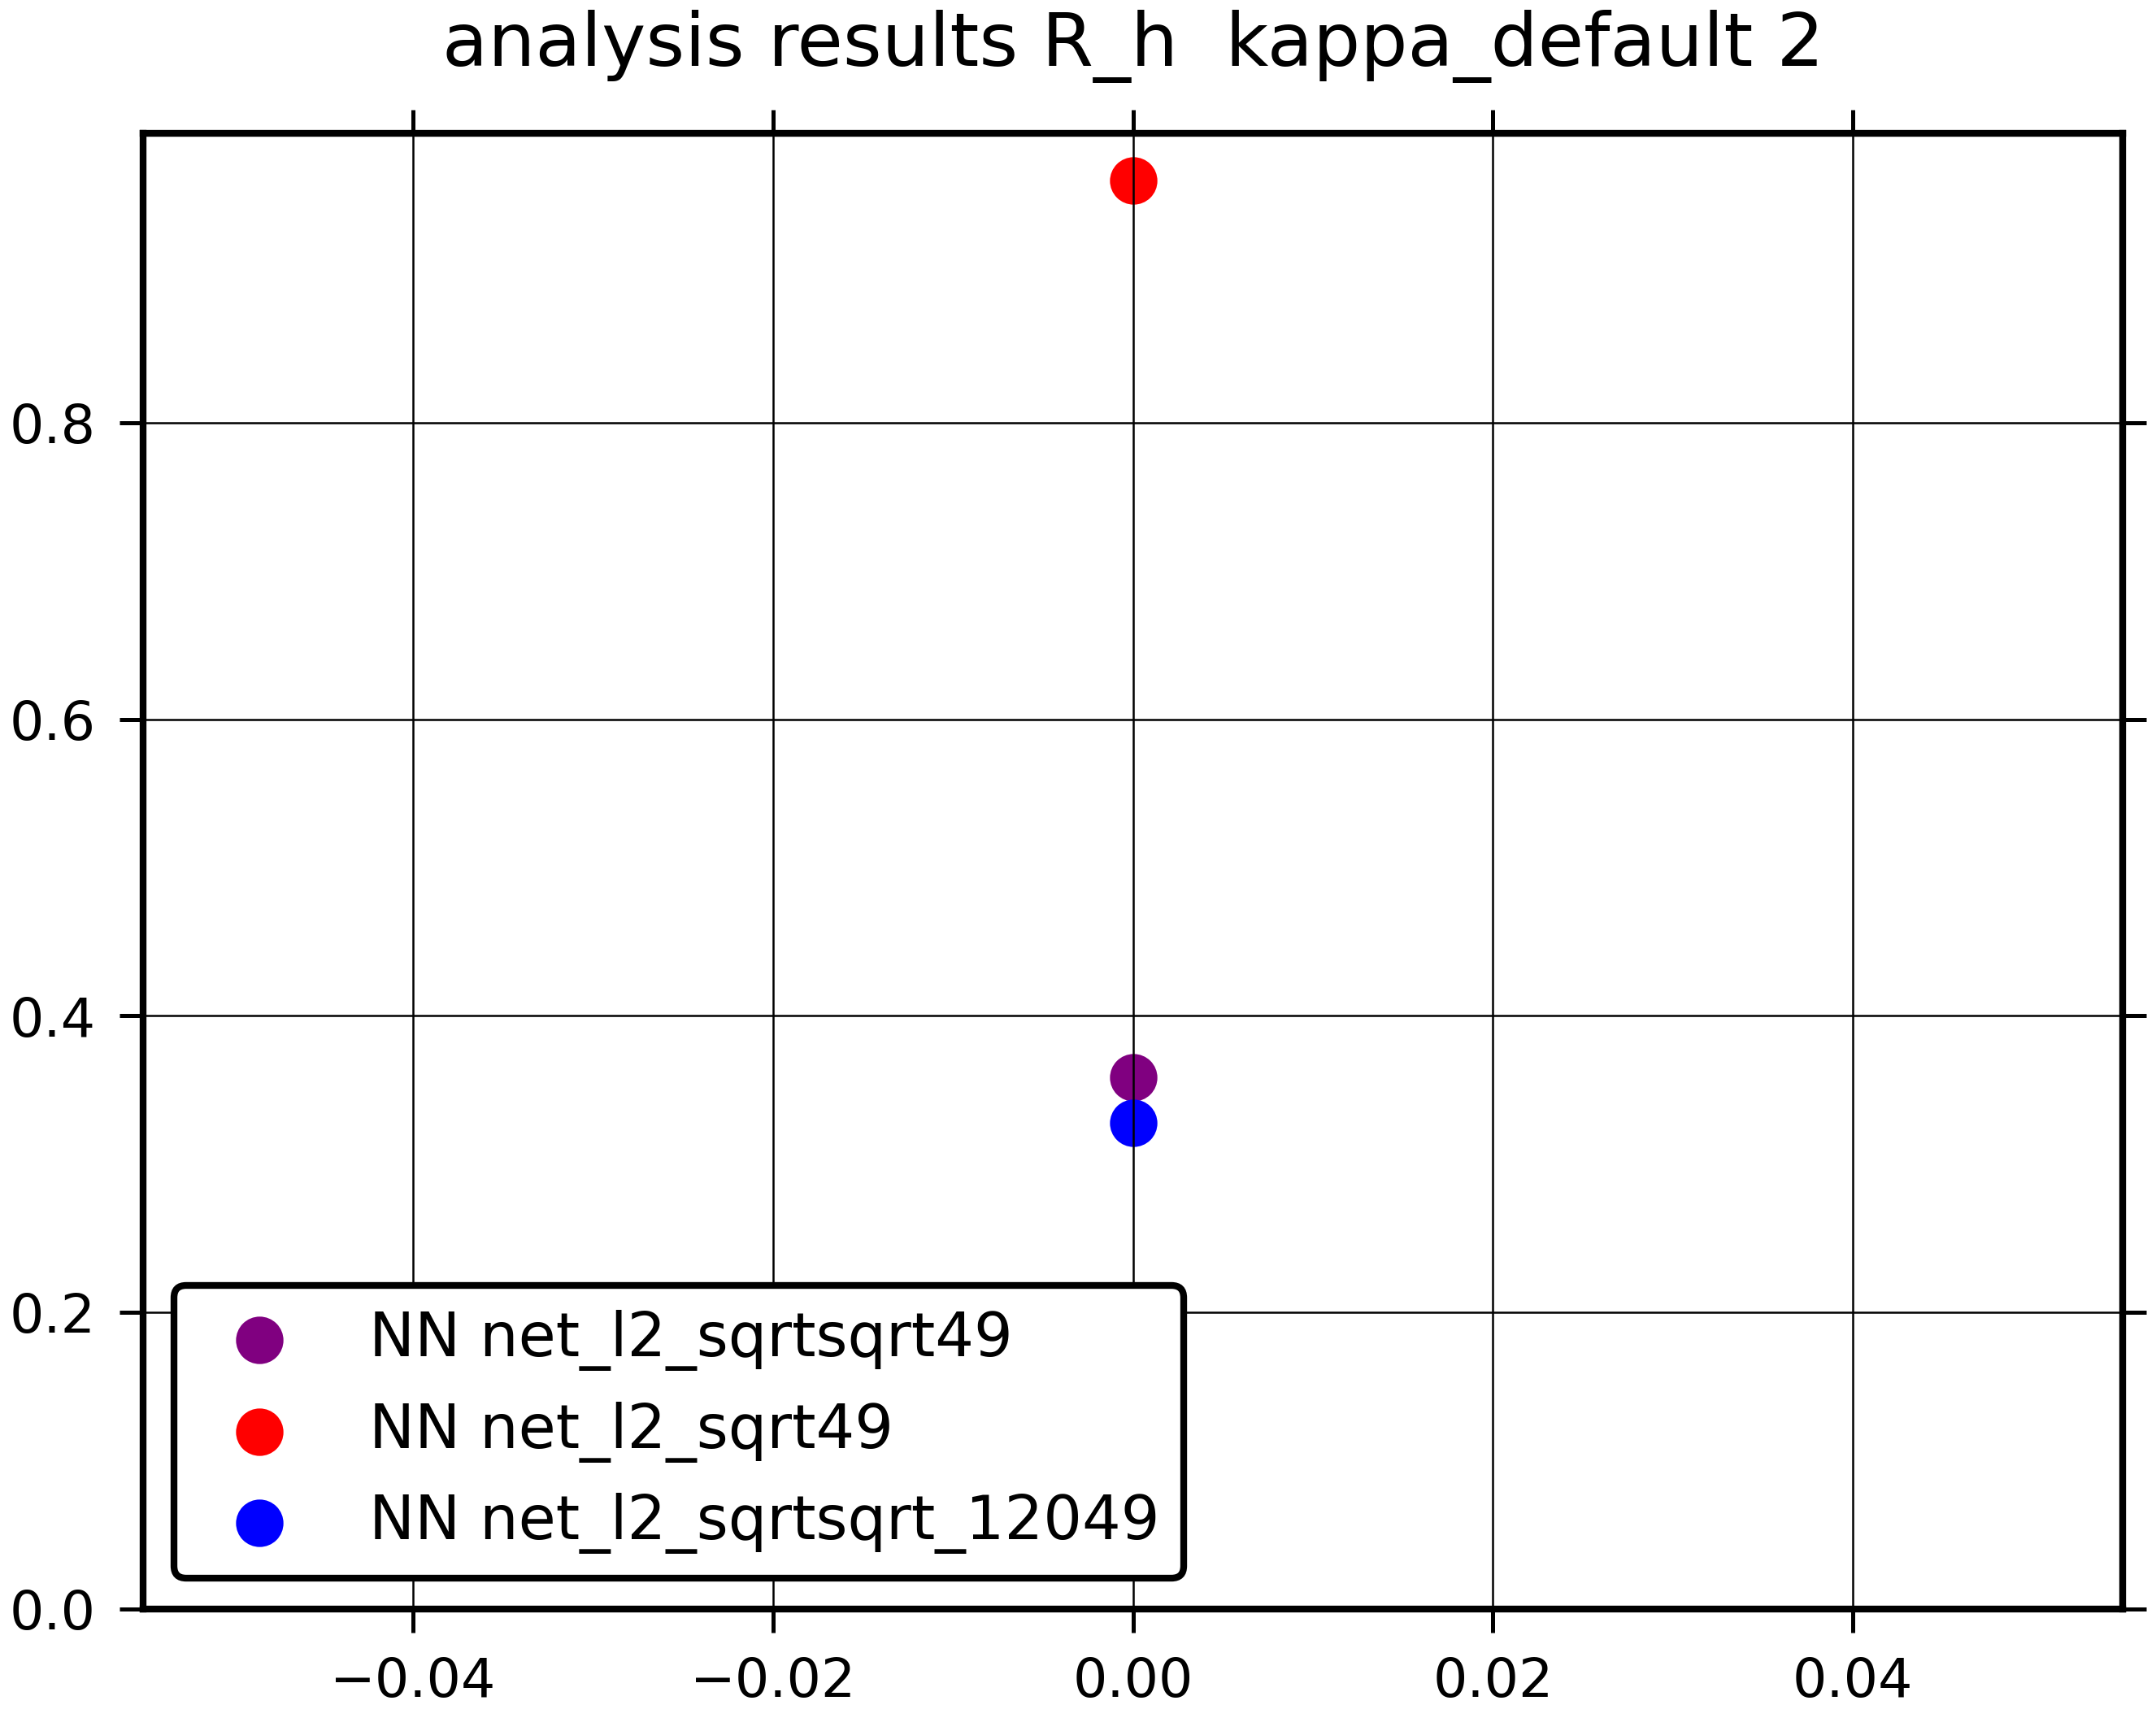 analysis results R_h  kappa_default 2
0.8
0.6
0.4
0.2
0.0
NN net_l2_sqrtsqrt49
NN net_l2_sqrt49
NN net_l2_sqrtsqrt_12049
−0.04 −0.02 0.00 0.02 0.04